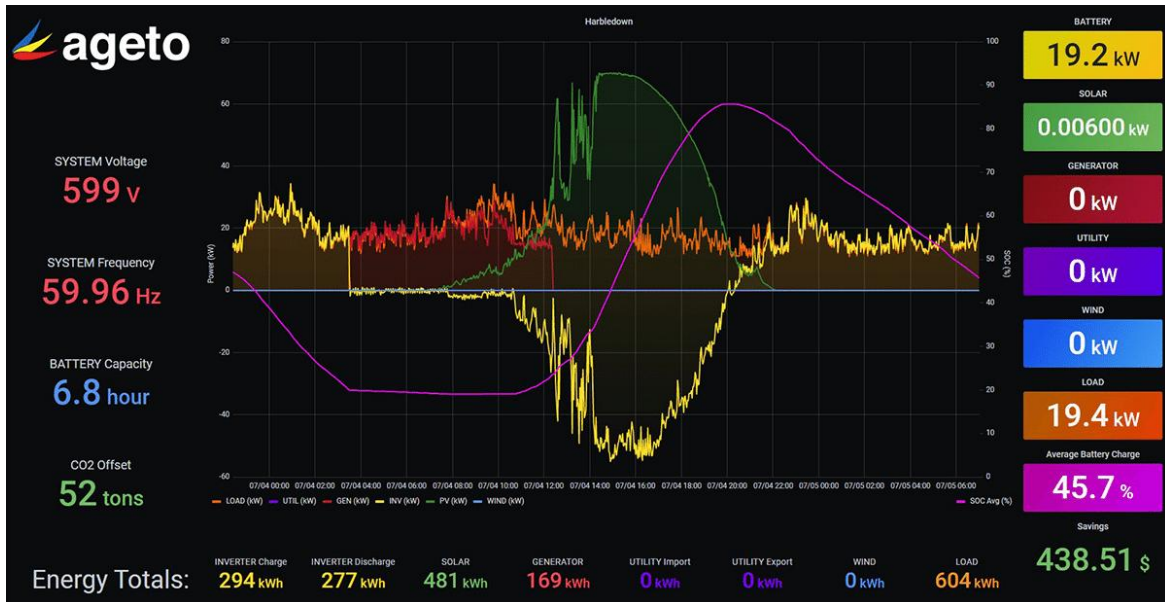 ageto
SYSTEM Voltage
599 v
SYSTEM Frequency
59.96 Hz
BATTERY Capacity
6.8 hour
CO2 Offset
52 tons
Harbledown
Power (kW)
80
60
40
20
0
-20
-40
-60
SOC (%)
100
90
80
70
60
50
40
30
20
10
0
07/04 00:00 07/04 02:00 07/04 04:00 07/04 06:00 07/04 08:00 07/04 10:00 07/04 12:00 07/04 14:00 07/04 16:00 07/04 18:00 07/04 20:00 07/04 22:00 07/05 00:00 07/05 02:00 07/05 04:00 07/05 06:00
LOAD (kW) UTIL (kW) GEN (kW) INV (kW) PV (kW) WIND (kW) SOC Avg (%)
BATTERY
19.2 kW
SOLAR
0.00600 kW
GENERATOR
0 kW
UTILITY
0 kW
WIND
0 kW
LOAD
19.4 kW
Average Battery Charge
45.7 %
Savings
438.51 $
Energy Totals:
INVERTER Charge
294 kWh
INVERTER Discharge
277 kWh
SOLAR
481 kWh
GENERATOR
169 kWh
UTILITY Import
0 kWh
UTILITY Export
0 kWh
WIND
0 kWh
LOAD
604 kWh